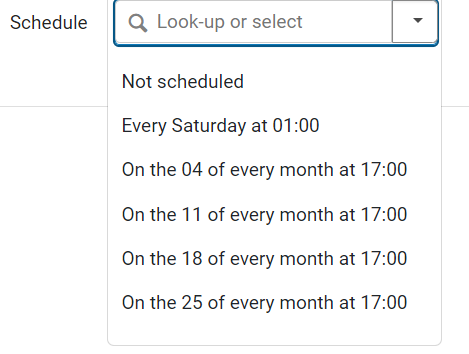 Schedule
Look-up or select
Not scheduled
Every Saturday at 01:00
On the 04 of every month at 17:00
On the 11 of every month at 17:00
On the 18 of every month at 17:00
On the 25 of every month at 17:00